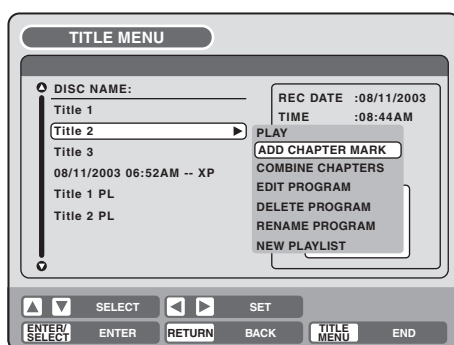 TITLE MENU
DISC NAME:
Title 1
Title 2
Title 3
08/11/2003 06:52AM -- XP
Title 1 PL
Title 2 PL
REC DATE :08/11/2003
TIME :08:44AM
PLAY
ADD CHAPTER MARK
COMBINE CHAPTERS
EDIT PROGRAM
DELETE PROGRAM
RENAME PROGRAM
NEW PLAYLIST
SELECT SET
ENTER/SELECT ENTER RETURN BACK TITLE MENU END